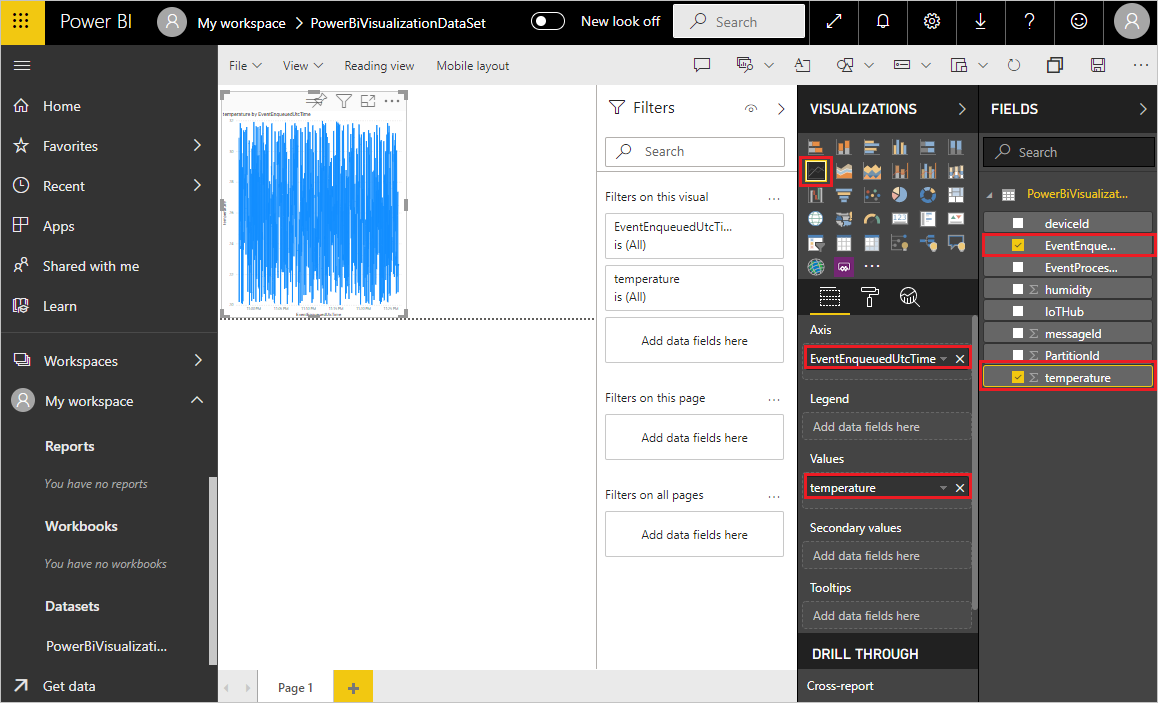 Power BI
My workspace
PowerBiVisualizationDataSet
New look off
Search
?
Home
Favorites
Recent
Apps
Shared with me
Learn
Workspaces
My workspace
Reports
You have no reports
Workbooks
You have no workbooks
Datasets
PowerBiVisualizati...
Get data
File
View
Reading view
Mobile layout
temperature by EventEnqueuedUtcTime
EventEnqueuedUtcTime
Page 1
Filters
Search
Filters on this visual
EventEnqueuedUtcTi...
is (All)
temperature
is (All)
Add data fields here
Filters on this page
Add data fields here
Filters on all pages
Add data fields here
VISUALIZATIONS
Axis
EventEnqueuedUtcTime
Legend
Add data fields here
Values
temperature
Secondary values
Add data fields here
Tooltips
Add data fields here
DRILL THROUGH
Cross-report
FIELDS
Search
PowerBiVisualizat...
deviceId
EventEnque...
EventProces...
humidity
IoTHub
messageId
PartitionId
temperature